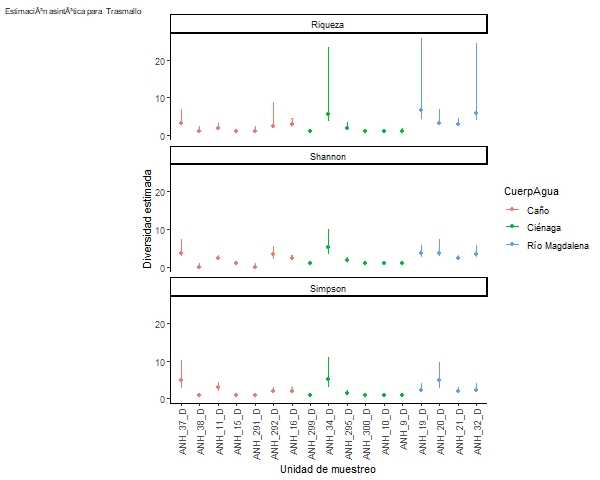 EstimaciÃ³n asintÃ³tica para Trasmallo
Riqueza
20
10
0
Shannon
20
10
0
Simpson
20
10
0
Diversidad estimada
ANH_37_D
ANH_38_D
ANH_11_D
ANH_15_D
ANH_291_D
ANH_292_D
ANH_16_D
ANH_299_D
ANH_34_D
ANH_295_D
ANH_300_D
ANH_10_D
ANH_9_D
ANH_19_D
ANH_20_D
ANH_21_D
ANH_32_D
Unidad de muestreo
CuerpAgua
Caño
Ciénaga
Río Magdalena